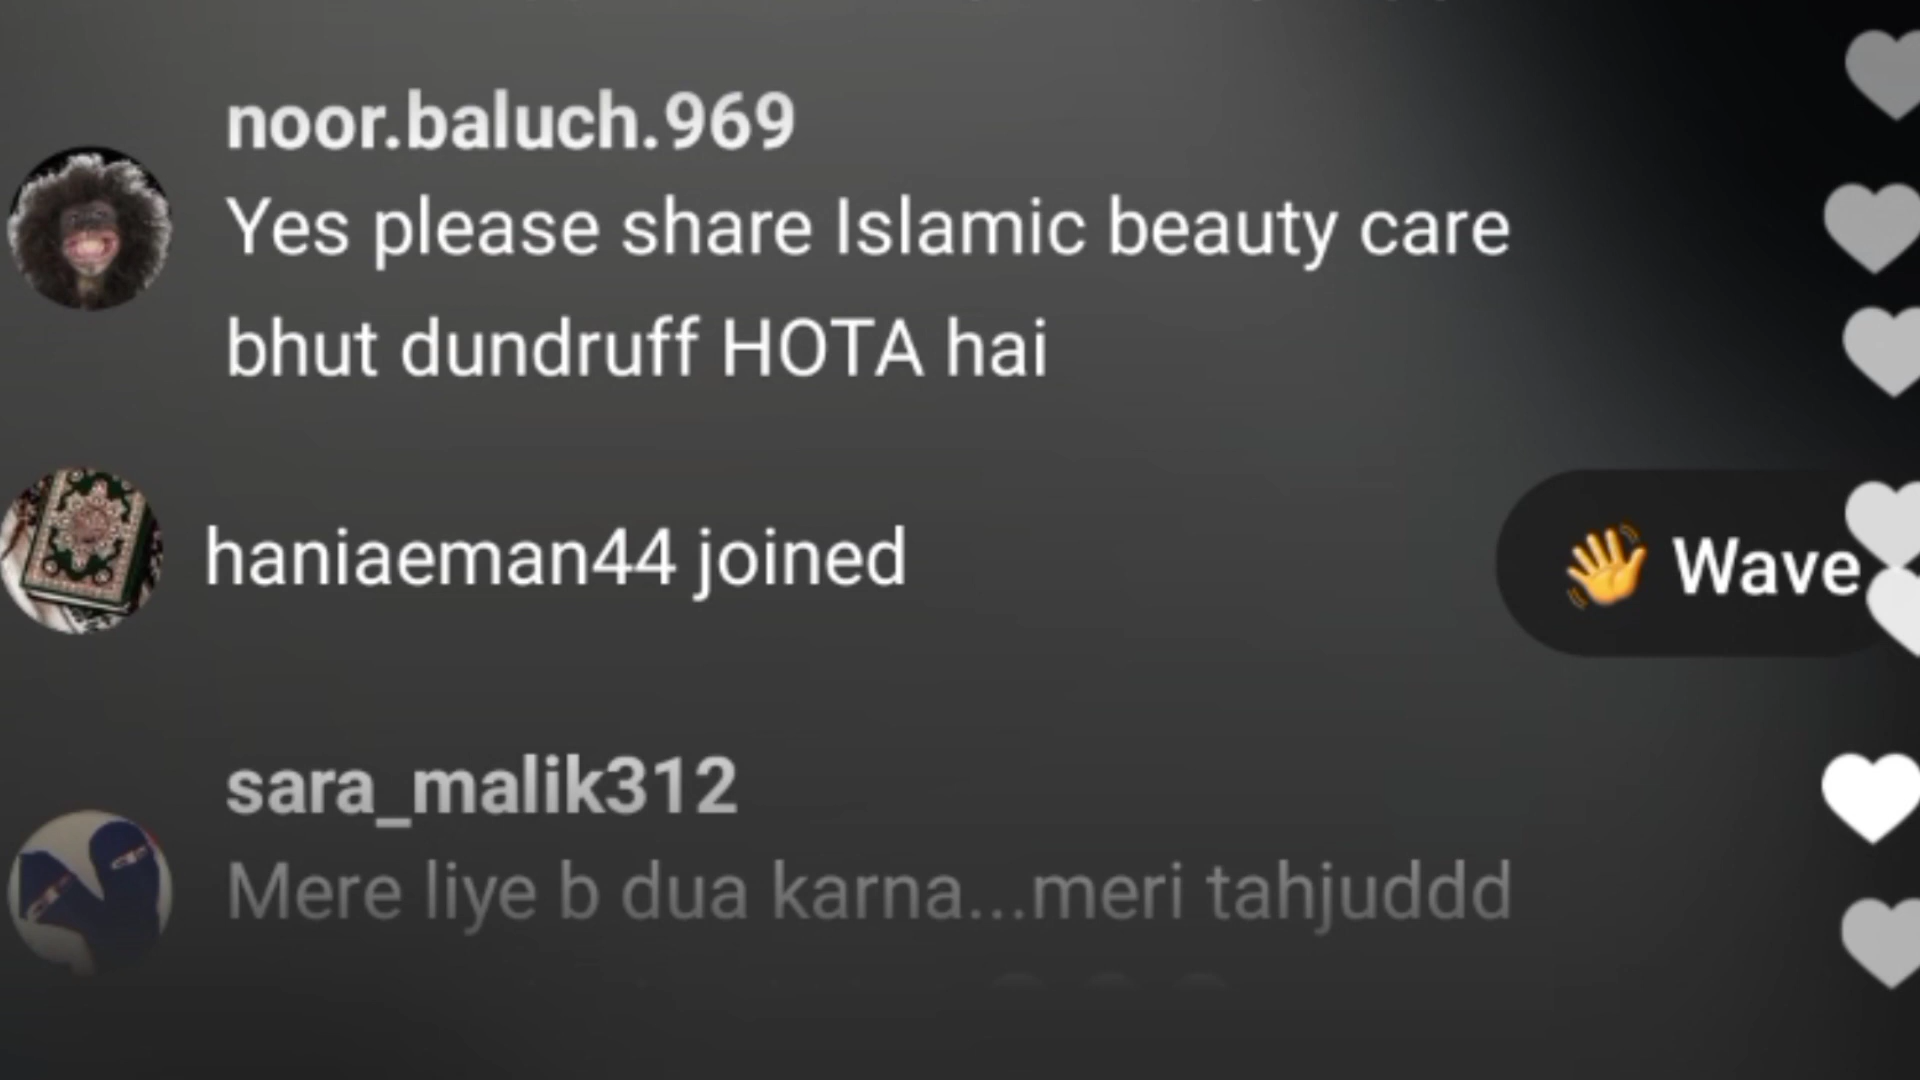 noor.baluch.969
Yes please share Islamic beauty care
bhut dundruff HOTA hai
haniaeman44 joined
👋 Wave
sara_malik312
Mere liye b dua karna...meri tahjuddd